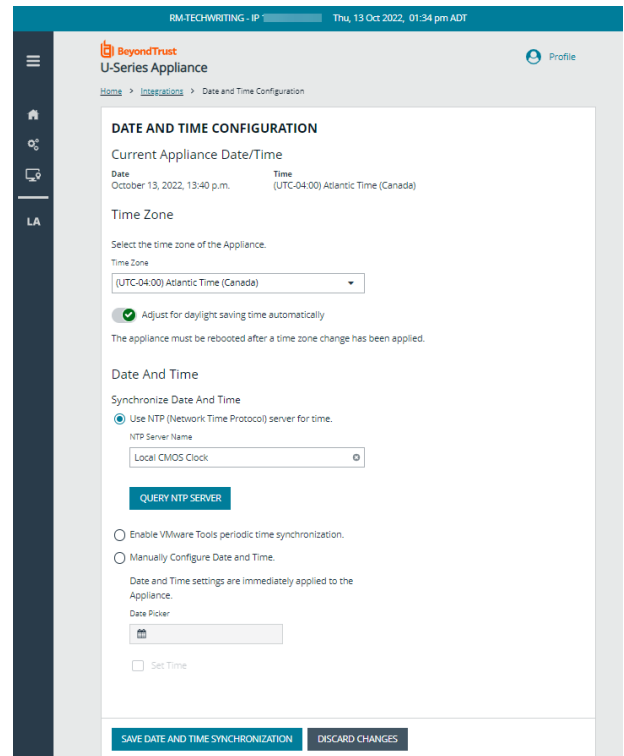 RM-TECHWRITING - IP 1 Thu, 13 Oct 2022, 01:34 pm ADT
BeyondTrust
U-Series Appliance
Profile
Home > Integrations > Date and Time Configuration
LA
DATE AND TIME CONFIGURATION
Current Appliance Date/Time
Date Time
October 13, 2022, 13:40 p.m. (UTC-04:00) Atlantic Time (Canada)
Time Zone
Select the time zone of the Appliance.
Time Zone
(UTC-04:00) Atlantic Time (Canada)
Adjust for daylight saving time automatically
The appliance must be rebooted after a time zone change has been applied.
Date And Time
Synchronize Date And Time
Use NTP (Network Time Protocol) server for time.
NTP Server Name
Local CMOS Clock
QUERY NTP SERVER
Enable VMware Tools periodic time synchronization.
Manually Configure Date and Time.
Date and Time settings are immediately applied to the
Appliance.
Date Picker
Set Time
SAVE DATE AND TIME SYNCHRONIZATION DISCARD CHANGES